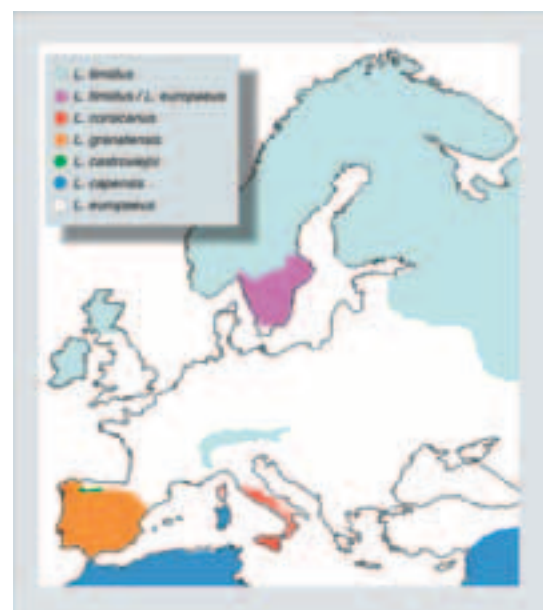 L. timidus
L. timidus / L. europaeus
L. corsicanus
L. granatensis
L. castroviejoi
L. capensis
L. europaeus